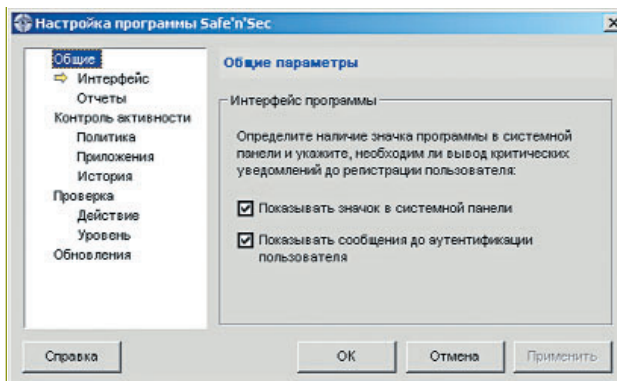 Настройка программы Safe'n'Sec
Общие
Интерфейс
Отчеты
Контроль активности
Политика
Приложения
История
Проверка
Действие
Уровень
Обновления
Общие параметры
Интерфейс программы
Определите наличие значка программы в системной
панели и укажите, необходим ли вывод критических
уведомлений до регистрации пользователя:
Показывать значок в системной панели
Показывать сообщения до аутентификации
пользователя
Справка
ОК
Отмена
Применить